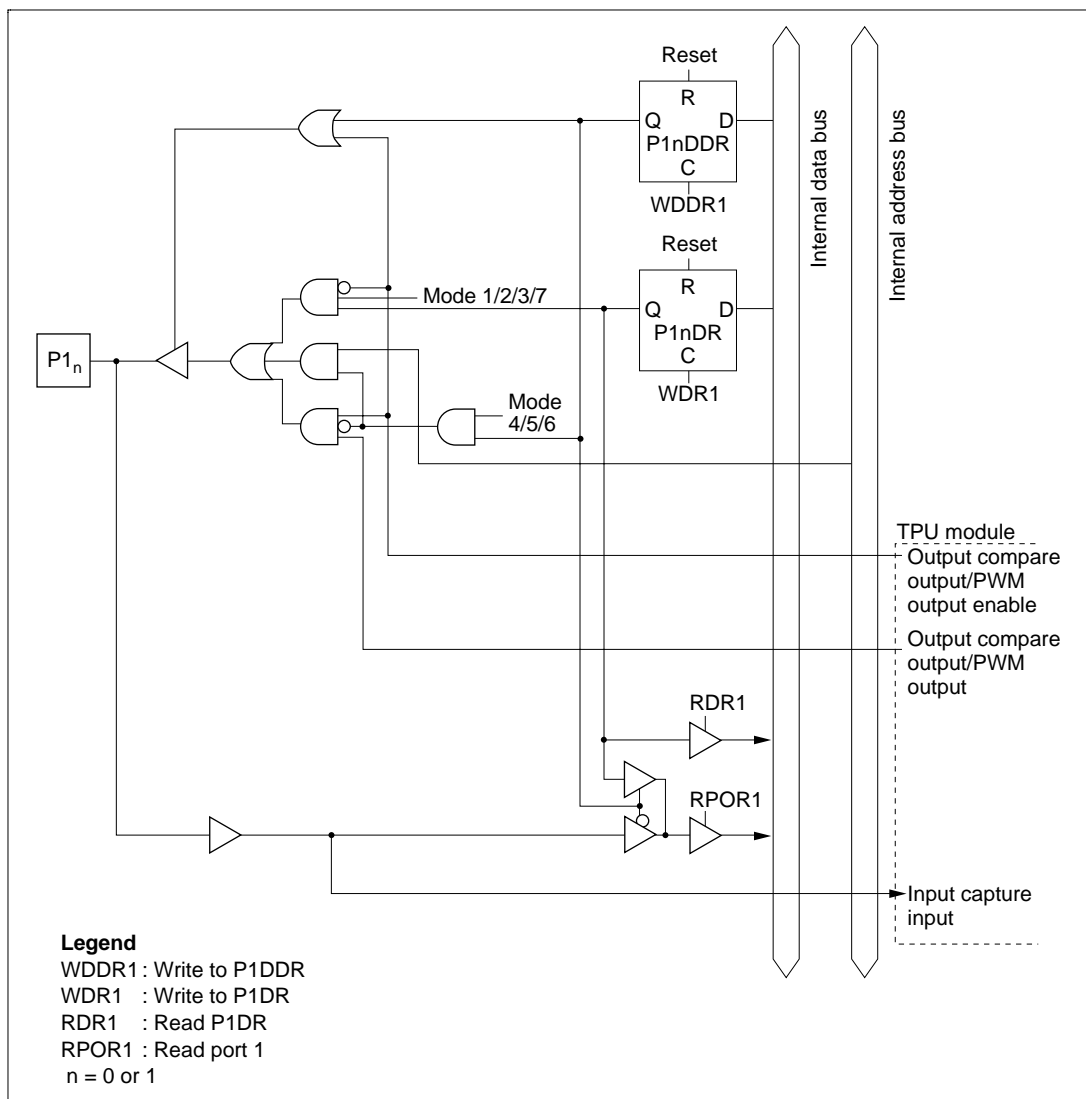 Reset
R
Q D
P1nDDR
C
WDDR1
Reset
R
Q D
P1nDR
C
WDR1
Internal data bus
Internal address bus
Mode 1/2/3/7
P1n
Mode
4/5/6
TPU module
Output compare
output/PWM
output enable
Output compare
output/PWM
output
RDR1
RPOR1
Input capture
input
Legend
WDDR1 : Write to P1DDR
WDR1 : Write to P1DR
RDR1 : Read P1DR
RPOR1 : Read port 1
n = 0 or 1